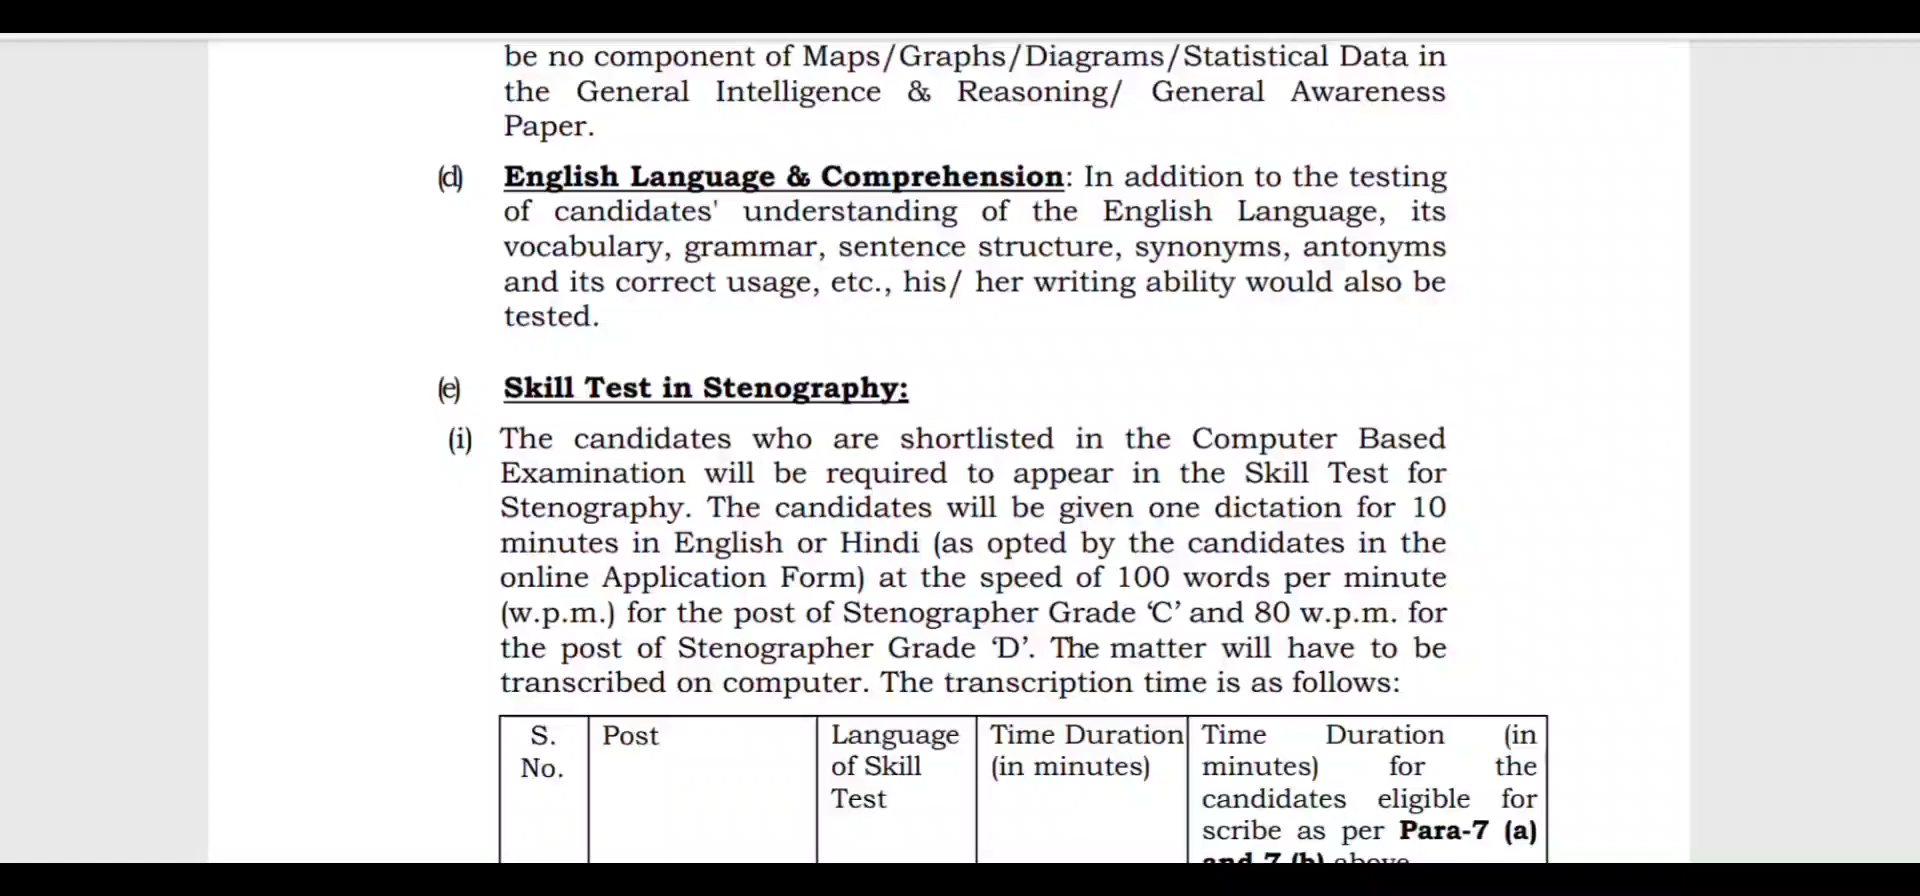 be no component of Maps/Graphs/Diagrams/Statistical Data in
the General Intelligence & Reasoning/ General Awareness
Paper.
(d) English Language & Comprehension: In addition to the testing
of candidates' understanding of the English Language, its
vocabulary, grammar, sentence structure, synonyms, antonyms
and its correct usage, etc., his/ her writing ability would also be
tested.
(e) Skill Test in Stenography:
(i) The candidates who are shortlisted in the Computer Based
Examination will be required to appear in the Skill Test for
Stenography. The candidates will be given one dictation for 10
minutes in English or Hindi (as opted by the candidates in the
online Application Form) at the speed of 100 words per minute
(w.p.m.) for the post of Stenographer Grade ‘C’ and 80 w.p.m. for
the post of Stenographer Grade ‘D’. The matter will have to be
transcribed on computer. The transcription time is as follows:
S.
No.
Post
Language
of Skill
Test
Time Duration
(in minutes)
Time Duration (in
minutes) for the
candidates eligible for
scribe as per Para-7 (a)
and 7 (b) above